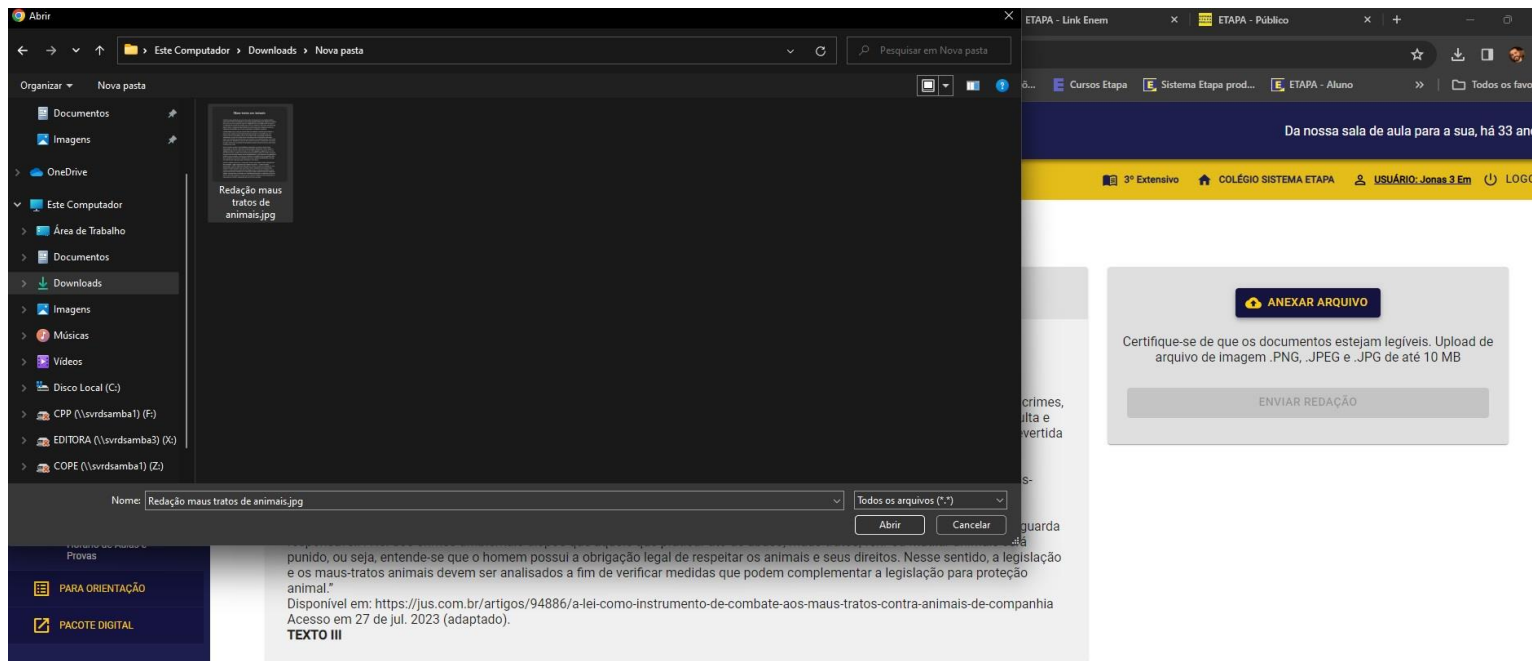 Abrir
ETAPA - Link Enem
ETAPA - Público
Este Computador > Downloads > Nova pasta
Pesquisar em Nova pasta
Organizar
Nova pasta
Cursos Etapa
Sistema Etapa prod...
ETAPA - Aluno
»
Todos os favo
Documentos
Imagens
OneDrive
Este Computador
Área de Trabalho
Documentos
Downloads
Imagens
Músicas
Vídeos
Disco Local (C:)
CPP (\\svrdsamba1) (F:)
EDITORA (\\svrdsamba3) (X:)
COPE (\\svrdsamba1) (Z:)
Redação maus
tratos de
animais.jpg
Nome: Redação maus tratos de animais.jpg
Todos os arquivos (*.*)
Abrir
Cancelar
Da nossa sala de aula para a sua, há 33 an
3º Extensivo
COLÉGIO SISTEMA ETAPA
USUÁRIO: Jonas 3 Em
LOGO
ANEXAR ARQUIVO
Certifique-se de que os documentos estejam legíveis. Upload de
arquivo de imagem .PNG, .JPEG e .JPG de até 10 MB
ENVIAR REDAÇÃO
crimes,
ulta e
evertida
s-
guarda
Provas
PARA ORIENTAÇÃO
PACOTE DIGITAL
punido, ou seja, entende-se que o homem possui a obrigação legal de respeitar os animais e seus direitos. Nesse sentido, a legislação
e os maus-tratos animais devem ser analisados a fim de verificar medidas que podem complementar a legislação para proteção
animal."
Disponível em: https://jus.com.br/artigos/94886/a-lei-como-instrumento-de-combate-aos-maus-tratos-contra-animais-de-companhia
Acesso em 27 de jul. 2023 (adaptado).
TEXTO III